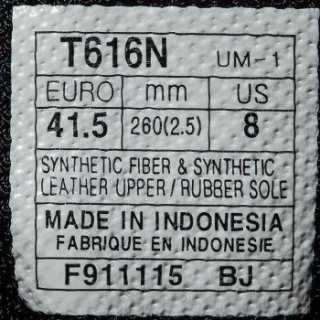 T616N UM-1
EURO mm US
41.5 260(2.5) 8
SYNTHETIC FIBER & SYNTHETIC
LEATHER UPPER / RUBBER SOLE
MADE IN INDONESIA
FABRIQUE EN INDONESIE
F911115 BJ